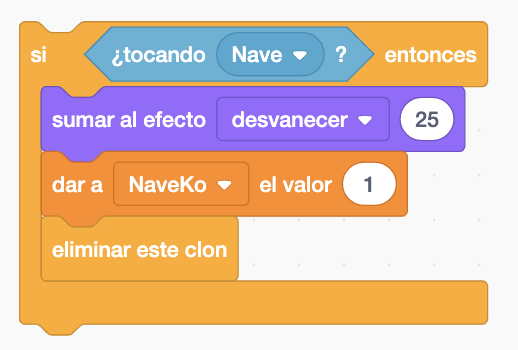 si ¿tocando Nave ? entonces
sumar al efecto desvanecer 25
dar a NaveKo el valor 1
eliminar este clon